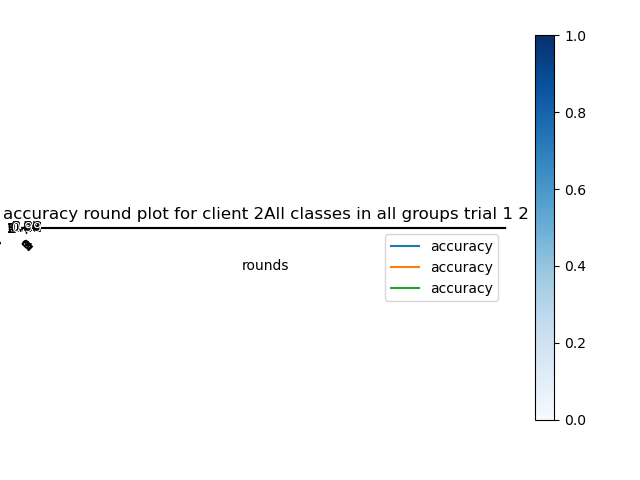 1.0
0.8
0.6
accuracy round plot for client 2All classes in all groups trial 1 2
accuracy
rounds
accuracy
0.4
accuracy
0.2
0.0